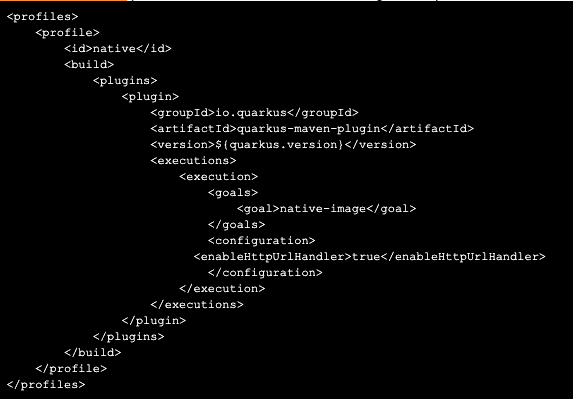 <profiles>
<profile>
<id>native</id>
<build>
<plugins>
<plugin>
<groupId>io.quarkus</groupId>
<artifactId>quarkus-maven-plugin</artifactId>
<version>${quarkus.version}</version>
<executions>
<execution>
<goals>
<goal>native-image</goal>
</goals>
<configuration>
<enableHttpUrlHandler>true</enableHttpUrlHandler>
</configuration>
</execution>
</executions>
</plugin>
</plugins>
</build>
</profile>
</profiles>